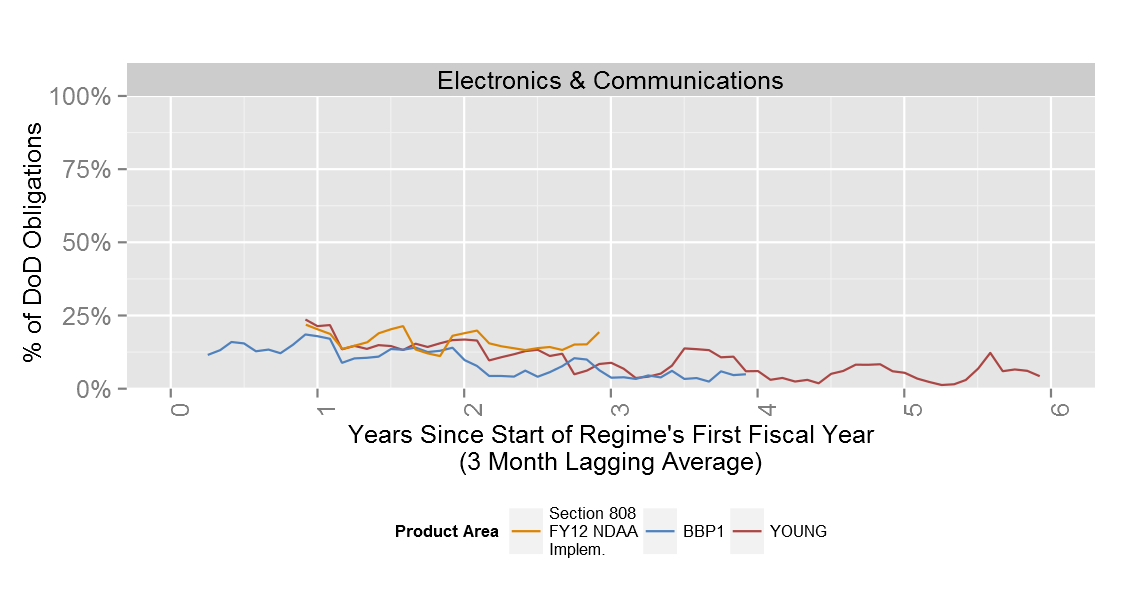 Electronics & Communications
% of DoD Obligations
100%
75%
50%
25%
0%
0
1
2
3
4
5
6
Years Since Start of Regime's First Fiscal Year
(3 Month Lagging Average)
Product Area
Section 808
FY12 NDAA
Implem.
BBP1
YOUNG